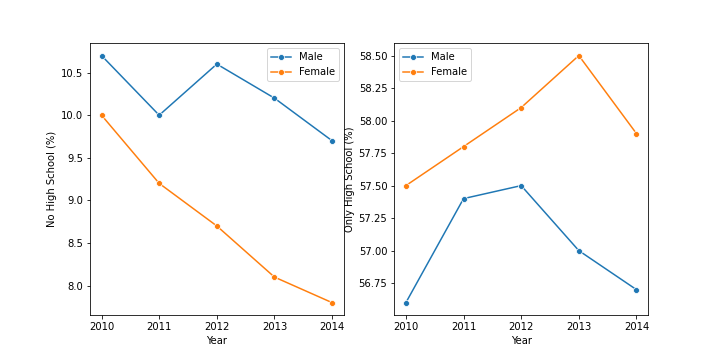 No High School (%)
10.5
10.0
9.5
9.0
8.5
8.0
Male
Female
2010 2011 2012 2013 2014
Year
Only High School (%)
58.50
58.25
58.00
57.75
57.50
57.25
57.00
56.75
Male
Female
2010 2011 2012 2013 2014
Year